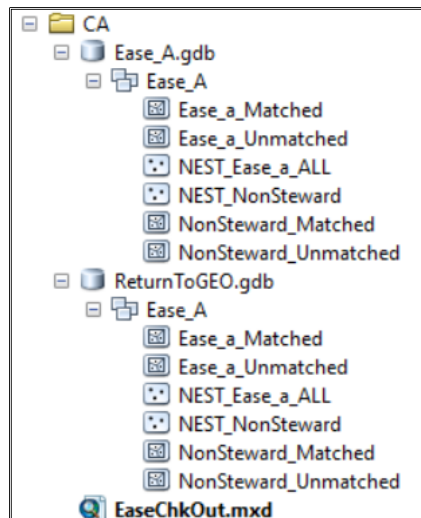 CA
Ease_A.gdb
Ease_A
Ease_a_Matched
Ease_a_Unmatched
NEST_Ease_a_ALL
NEST_NonSteward
NonSteward_Matched
NonSteward_Unmatched
ReturnToGEO.gdb
Ease_A
Ease_a_Matched
Ease_a_Unmatched
NEST_Ease_a_ALL
NEST_NonSteward
NonSteward_Matched
NonSteward_Unmatched
EaseChkOut.mxd